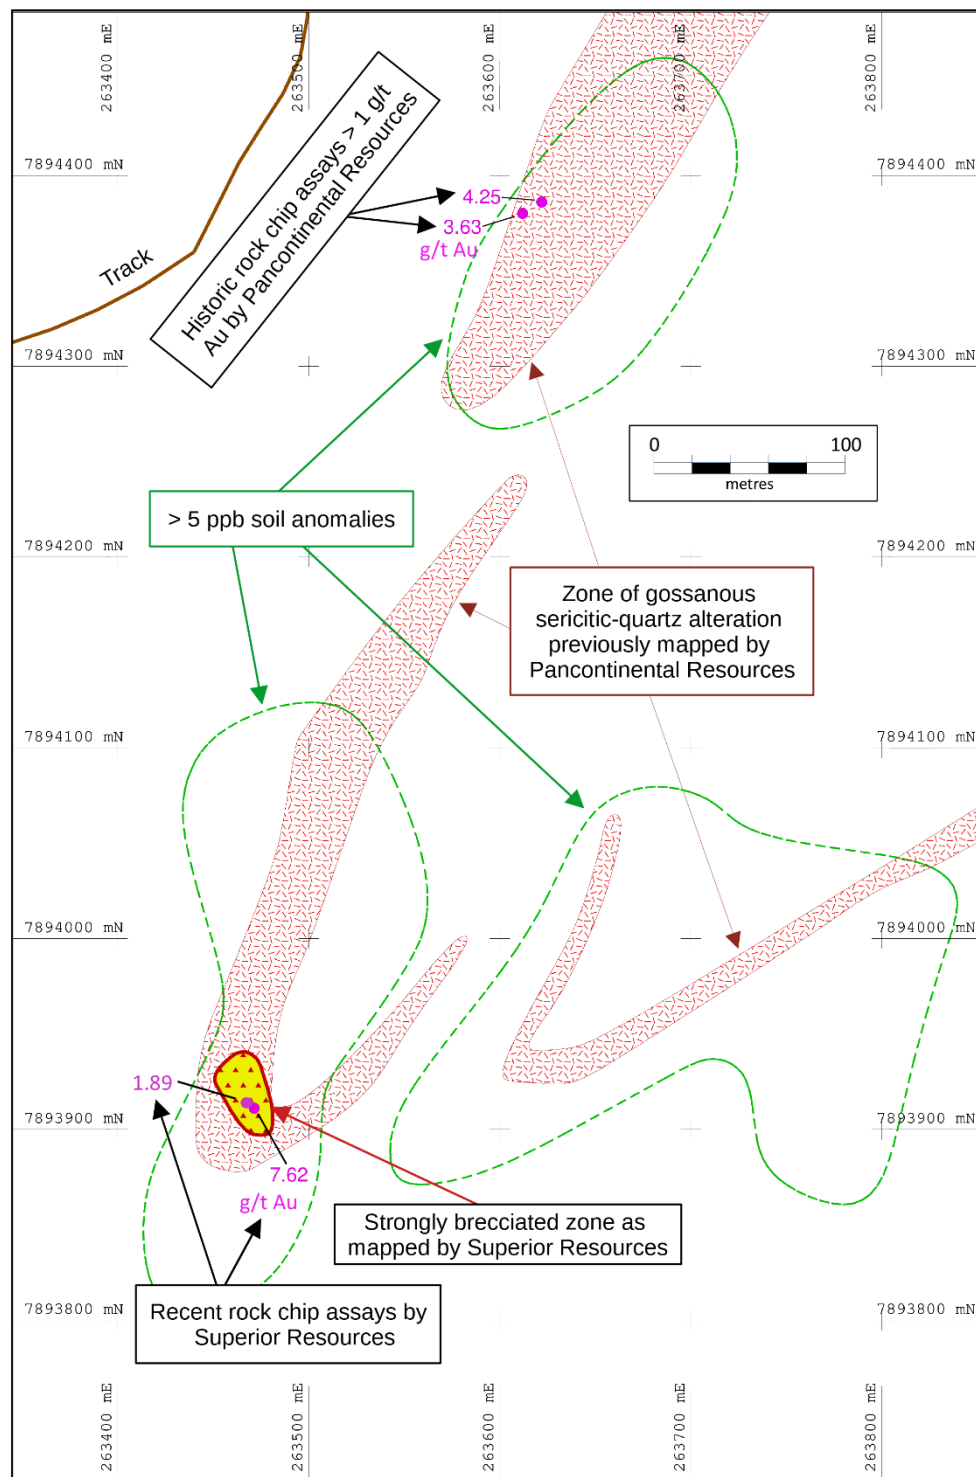 263400 mE
263500 mE
263600 mE
263700 mE
263800 mE
Historic rock chip assays > 1 g/t
Au by Pancontinental Resources
7894400 mN
7894400 mN
4.25
3.63
g/t Au
Track
7894300 mN
7894300 mN
0
100
metres
> 5 ppb soil anomalies
7894200 mN
7894200 mN
Zone of gossanous
sericitic-quartz alteration
previously mapped by
Pancontinental Resources
7894100 mN
7894100 mN
7894000 mN
7894000 mN
1.89
7893900 mN
7893900 mN
7.62
g/t Au
Strongly brecciated zone as
mapped by Superior Resources
Recent rock chip assays by
Superior Resources
7893800 mN
7893800 mN
263400 mE
263500 mE
263600 mE
263700 mE
263800 mE